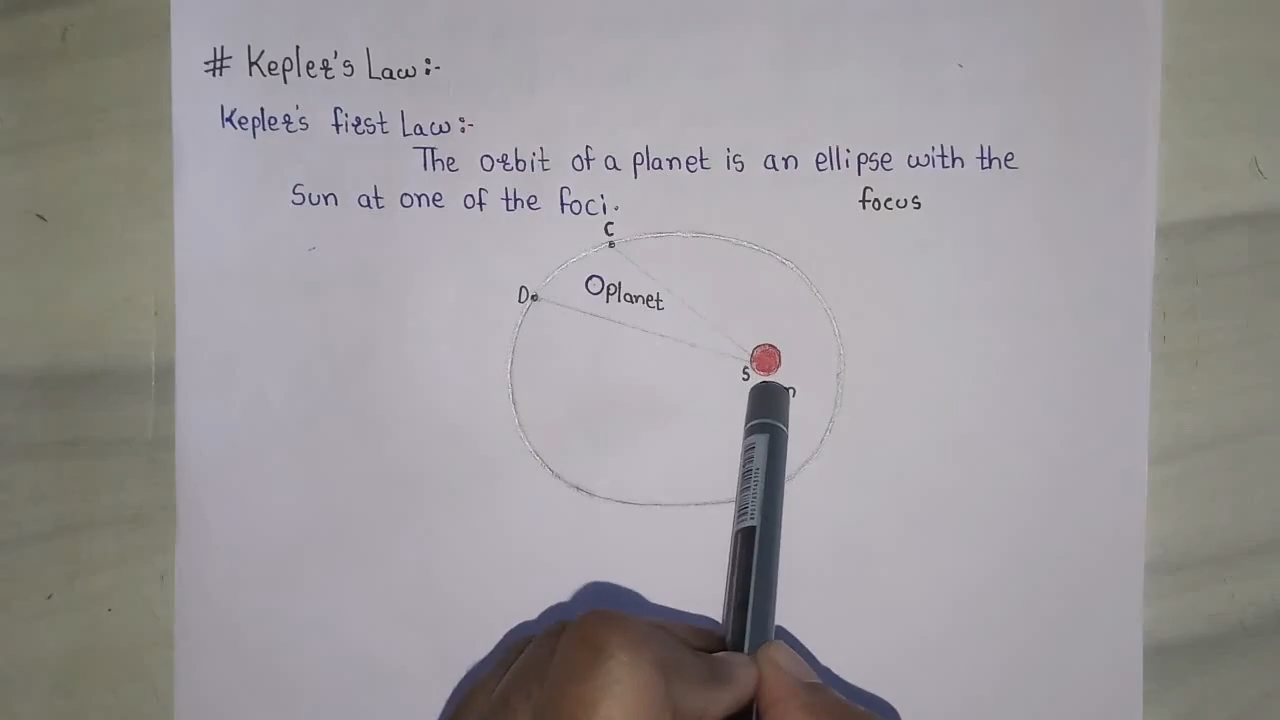 # Kepler's Law :-
Kepler's first Law :-
The orbit of a planet is an ellipse with the
Sun at one of the foci.
focus
C
D
planet
S